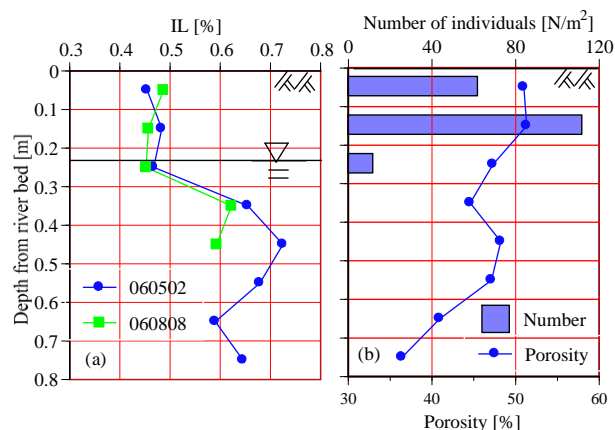 IL [%]
0.3 0.4 0.5 0.6 0.7 0.8
Depth from river bed [m]
0
0.1
0.2
0.3
0.4
0.5
0.6
0.7
0.8
060502
060808
(a)
Number of individuals [N/m2]
0 40 80 120
Number
(b) Porosity
30 40 50 60
Porosity [%]